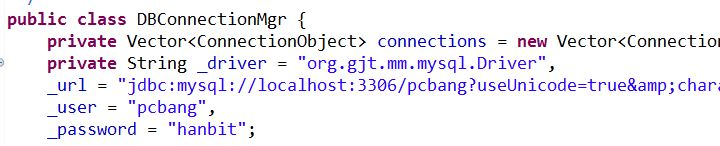 public class DBConnectionMgr {
private Vector<ConnectionObject> connections = new Vector<Connection
private String _driver = "org.gjt.mm.mysql.Driver",
_url = "jdbc:mysql://localhost:3306/pcbang?useUnicode=true&amp;chara
_user = "pcbang",
_password = "hanbit";